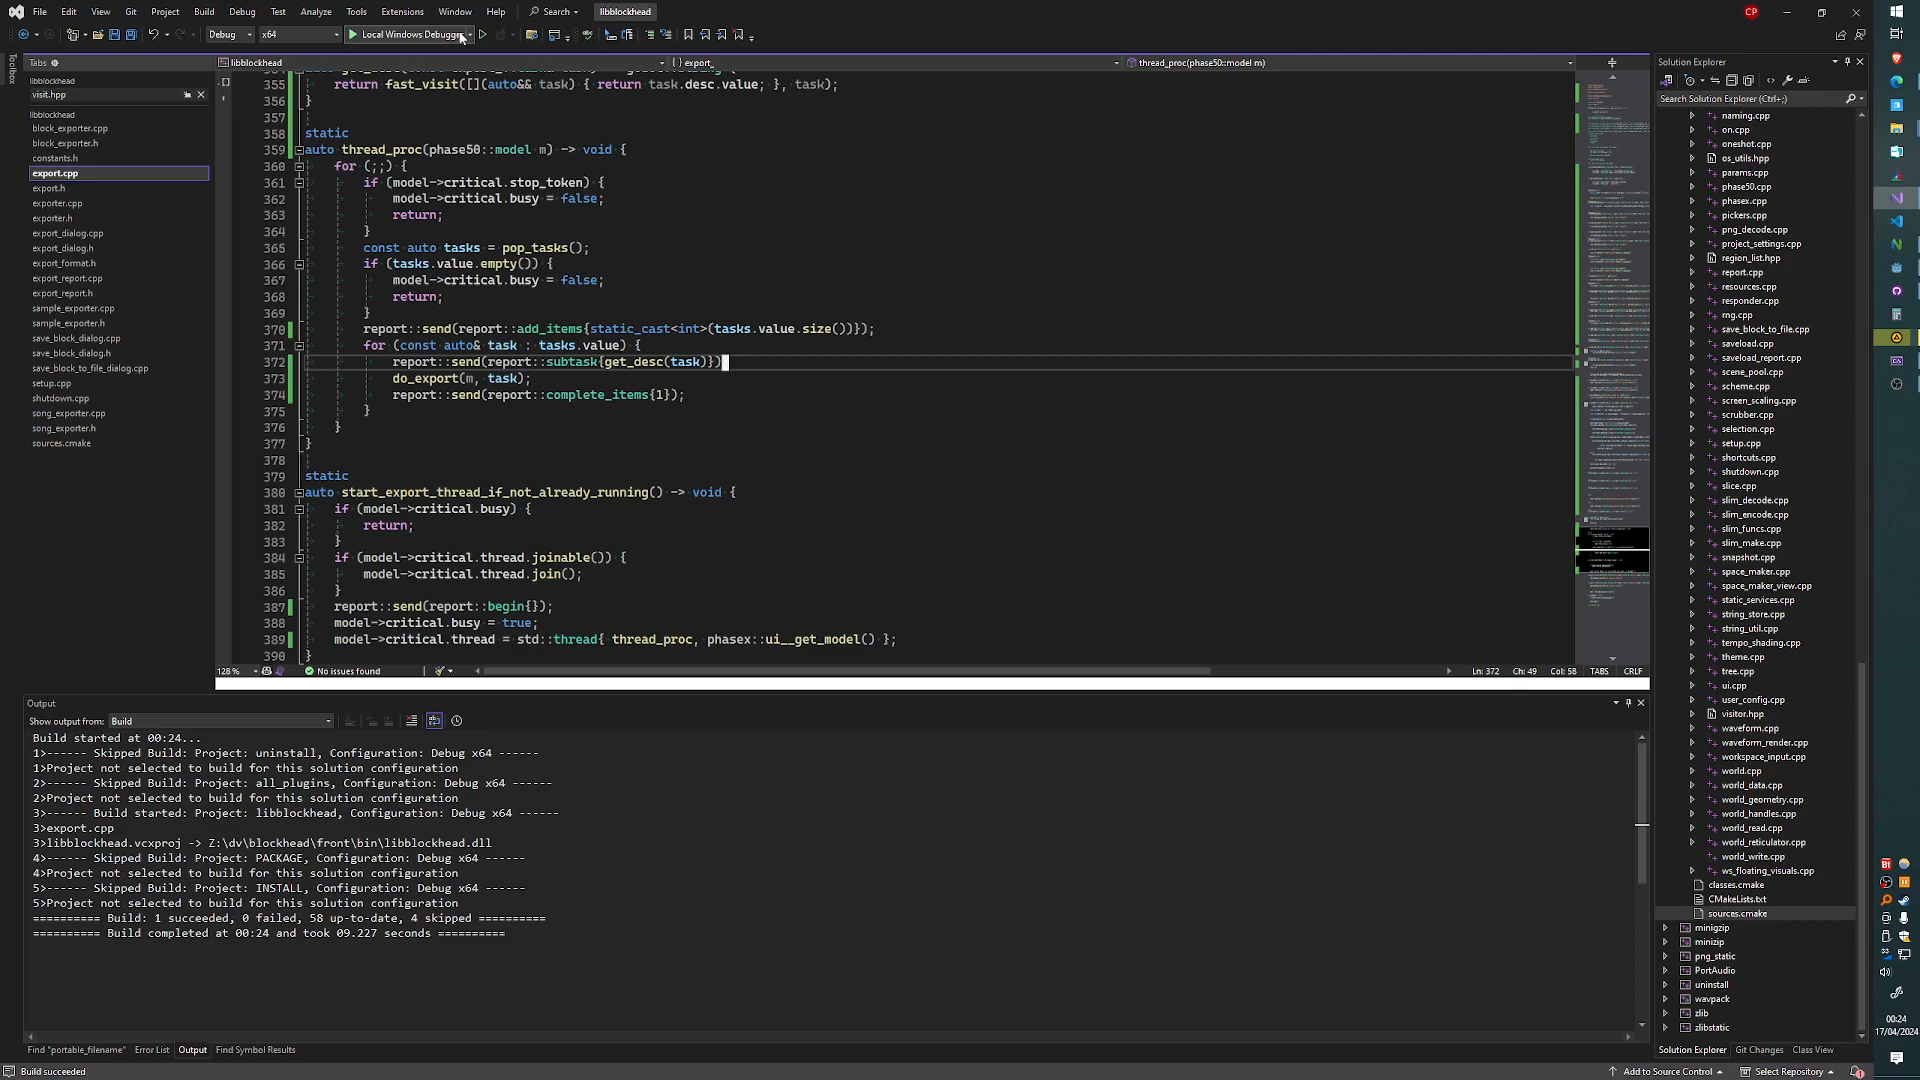 File Edit View Git Project Build Debug Test Analyze Tools Extensions Window Help Search libblockhead CP
Debug x64 Local Windows Debugger
Toolbox
Tabs
libblockhead
visit.hpp
libblockhead
block_exporter.cpp
block_exporter.h
constants.h
export.cpp
export.h
exporter.cpp
exporter.h
export_dialog.cpp
export_dialog.h
export_format.h
export_report.cpp
export_report.h
sample_exporter.cpp
sample_exporter.h
save_block_dialog.cpp
save_block_dialog.h
save_block_to_file_dialog.cpp
setup.cpp
shutdown.cpp
song_exporter.cpp
song_exporter.h
sources.cmake
libblockhead export_ thread_proc(phase50::model m)
355 return fast_visit([](auto&& task) { return task.desc.value; }, task);
356 }
357
358 static
359 auto thread_proc(phase50::model m) -> void {
360 for (;;) {
361 if (model->critical.stop_token) {
362 model->critical.busy = false;
363 return;
364 }
365 const auto tasks = pop_tasks();
366 if (tasks.value.empty()) {
367 model->critical.busy = false;
368 return;
369 }
370 report::send(report::add_items{static_cast<int>(tasks.value.size())});
371 for (const auto& task : tasks.value) {
372 report::send(report::subtask{get_desc(task)})
373 do_export(m, task);
374 report::send(report::complete_items{1});
375 }
376 }
377 }
378
379 static
380 auto start_export_thread_if_not_already_running() -> void {
381 if (model->critical.busy) {
382 return;
383 }
384 if (model->critical.thread.joinable()) {
385 model->critical.thread.join();
386 }
387 report::send(report::begin{});
388 model->critical.busy = true;
389 model->critical.thread = std::thread{ thread_proc, phasex::ui__get_model() };
390 }
128 % No issues found Ln: 372 Ch: 49 Col: 58 TABS CRLF
Output
Show output from: Build
Build started at 00:24...
1>------ Skipped Build: Project: uninstall, Configuration: Debug x64 ------
1>Project not selected to build for this solution configuration
2>------ Skipped Build: Project: all_plugins, Configuration: Debug x64 ------
2>Project not selected to build for this solution configuration
3>------ Build started: Project: libblockhead, Configuration: Debug x64 ------
3>export.cpp
3>libblockhead.vcxproj -> Z:\dv\blockhead\front\bin\libblockhead.dll
4>------ Skipped Build: Project: PACKAGE, Configuration: Debug x64 ------
4>Project not selected to build for this solution configuration
5>------ Skipped Build: Project: INSTALL, Configuration: Debug x64 ------
5>Project not selected to build for this solution configuration
========== Build: 1 succeeded, 0 failed, 58 up-to-date, 4 skipped ==========
========== Build completed at 00:24 and took 09.227 seconds ==========
Find "portable_filename" Error List Output Find Symbol Results
Build succeeded
Solution Explorer
Search Solution Explorer (Ctrl+;)
naming.cpp
on.cpp
oneshot.cpp
os_utils.hpp
params.cpp
phase50.cpp
phasex.cpp
pickers.cpp
png_decode.cpp
project_settings.cpp
region_list.hpp
report.cpp
resources.cpp
responder.cpp
rng.cpp
save_block_to_file.cpp
saveload.cpp
saveload_report.cpp
scene_pool.cpp
scheme.cpp
screen_scaling.cpp
scrubber.cpp
selection.cpp
setup.cpp
shortcuts.cpp
shutdown.cpp
slice.cpp
slim_decode.cpp
slim_encode.cpp
slim_funcs.cpp
slim_make.cpp
snapshot.cpp
space_maker.cpp
space_maker_view.cpp
static_services.cpp
string_store.cpp
string_util.cpp
tempo_shading.cpp
theme.cpp
tree.cpp
ui.cpp
user_config.cpp
visitor.hpp
waveform.cpp
waveform_render.cpp
workspace_input.cpp
world.cpp
world_data.cpp
world_geometry.cpp
world_handles.cpp
world_read.cpp
world_reticulator.cpp
world_write.cpp
ws_floating_visuals.cpp
classes.cmake
CMakeLists.txt
sources.cmake
minigzip
minizip
png_static
PortAudio
uninstall
wavpack
zlib
zlibstatic
Solution Explorer Git Changes Class View
Add to Source Control Select Repository
00:24
17/04/2024